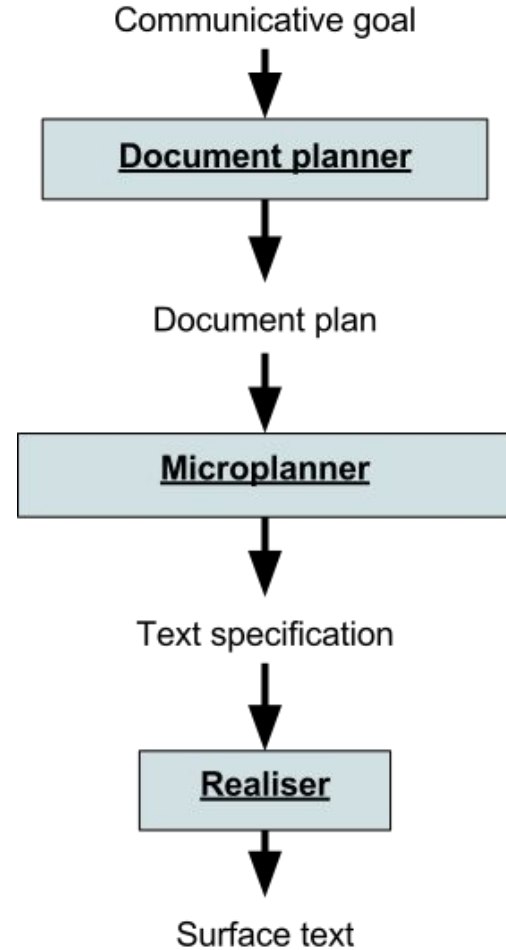 Communicative goal
Document planner
Document plan
Microplanner
Text specification
Realiser
Surface text